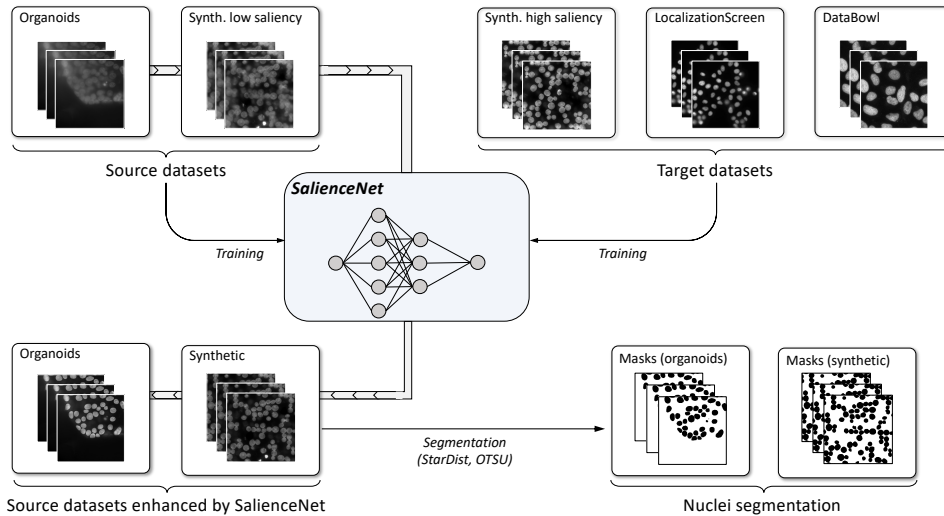 Organoids
Synth. low saliency
Synth. high saliency
LocalizationScreen
DataBowl
Source datasets
Target datasets
SalienceNet
Training
Training
Organoids
Synthetic
Masks (organoids)
Masks (synthetic)
Segmentation
(StarDist, OTSU)
Source datasets enhanced by SalienceNet
Nuclei segmentation